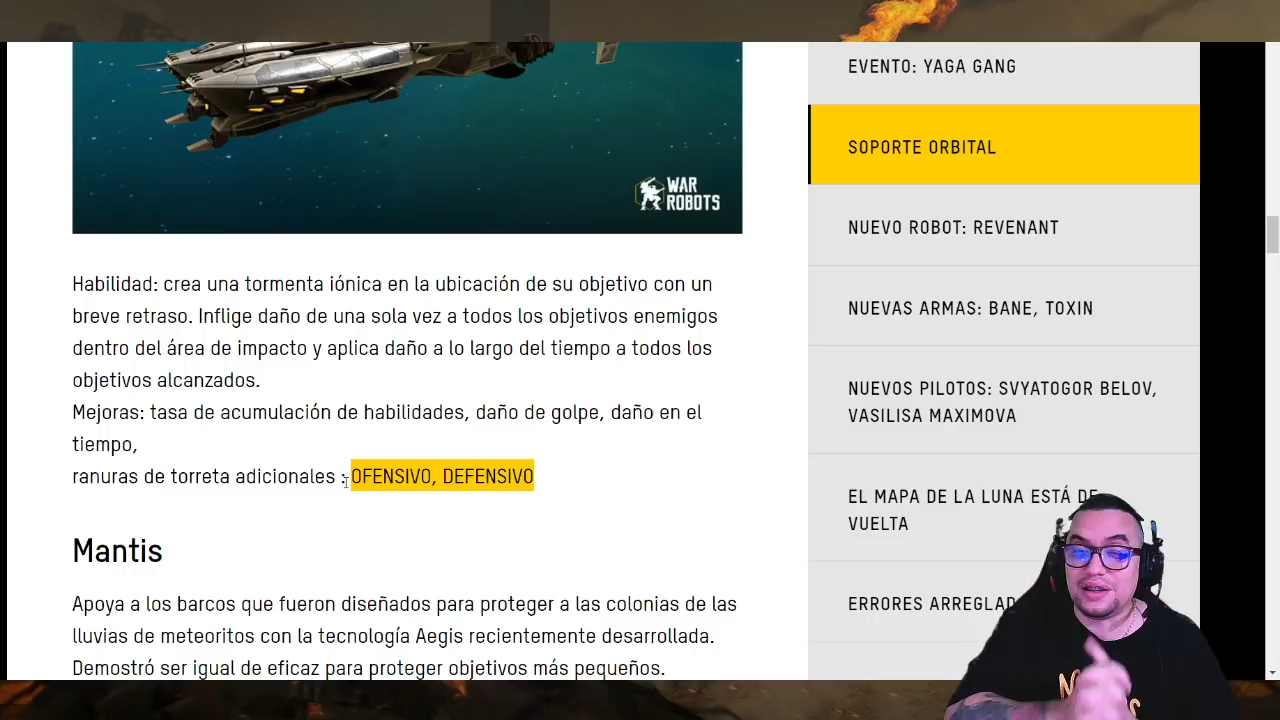 WAR
ROBOTS
Habilidad: crea una tormenta iónica en la ubicación de su objetivo con un
breve retraso. Inflige daño de una sola vez a todos los objetivos enemigos
dentro del área de impacto y aplica daño a lo largo del tiempo a todos los
objetivos alcanzados.
Mejoras: tasa de acumulación de habilidades, daño de golpe, daño en el
tiempo,
ranuras de torreta adicionales : OFENSIVO, DEFENSIVO
Mantis
Apoya a los barcos que fueron diseñados para proteger a las colonias de las
lluvias de meteoritos con la tecnología Aegis recientemente desarrollada.
Demostró ser igual de eficaz para proteger objetivos más pequeños.
EVENTO: YAGA GANG
SOPORTE ORBITAL
NUEVO ROBOT: REVENANT
NUEVAS ARMAS: BANE, TOXIN
NUEVOS PILOTOS: SVYATOGOR BELOV,
VASILISA MAXIMOVA
EL MAPA DE LA LUNA ESTÁ DE
VUELTA
ERRORES